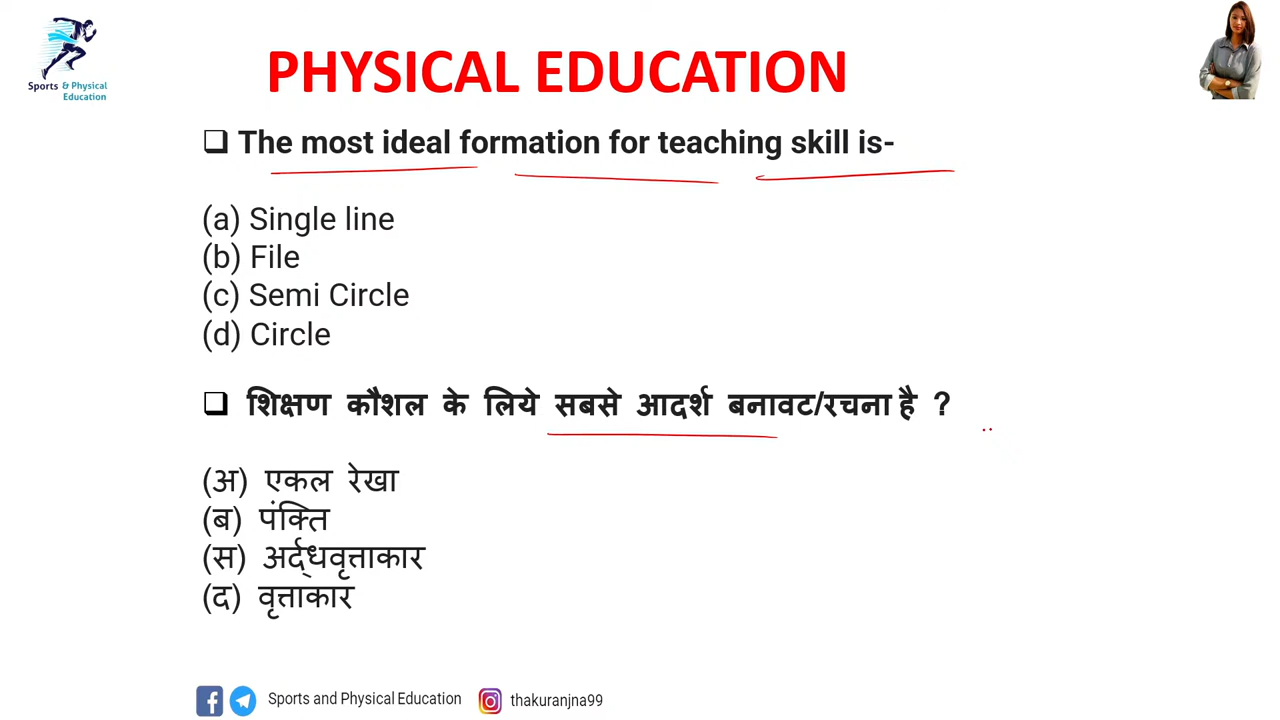 PHYSICAL EDUCATION
Sports & Physical
Education
The most ideal formation for teaching skill is-
(a) Single line
(b) File
(c) Semi Circle
(d) Circle
शिक्षण कौशल के लिये सबसे आदर्श बनावट/रचना है ?
(अ) एकल रेखा
(ब) पंक्ति
(स) अर्द्धवृत्ताकार
(द) वृत्ताकार
Sports and Physical Education thakuranjna99